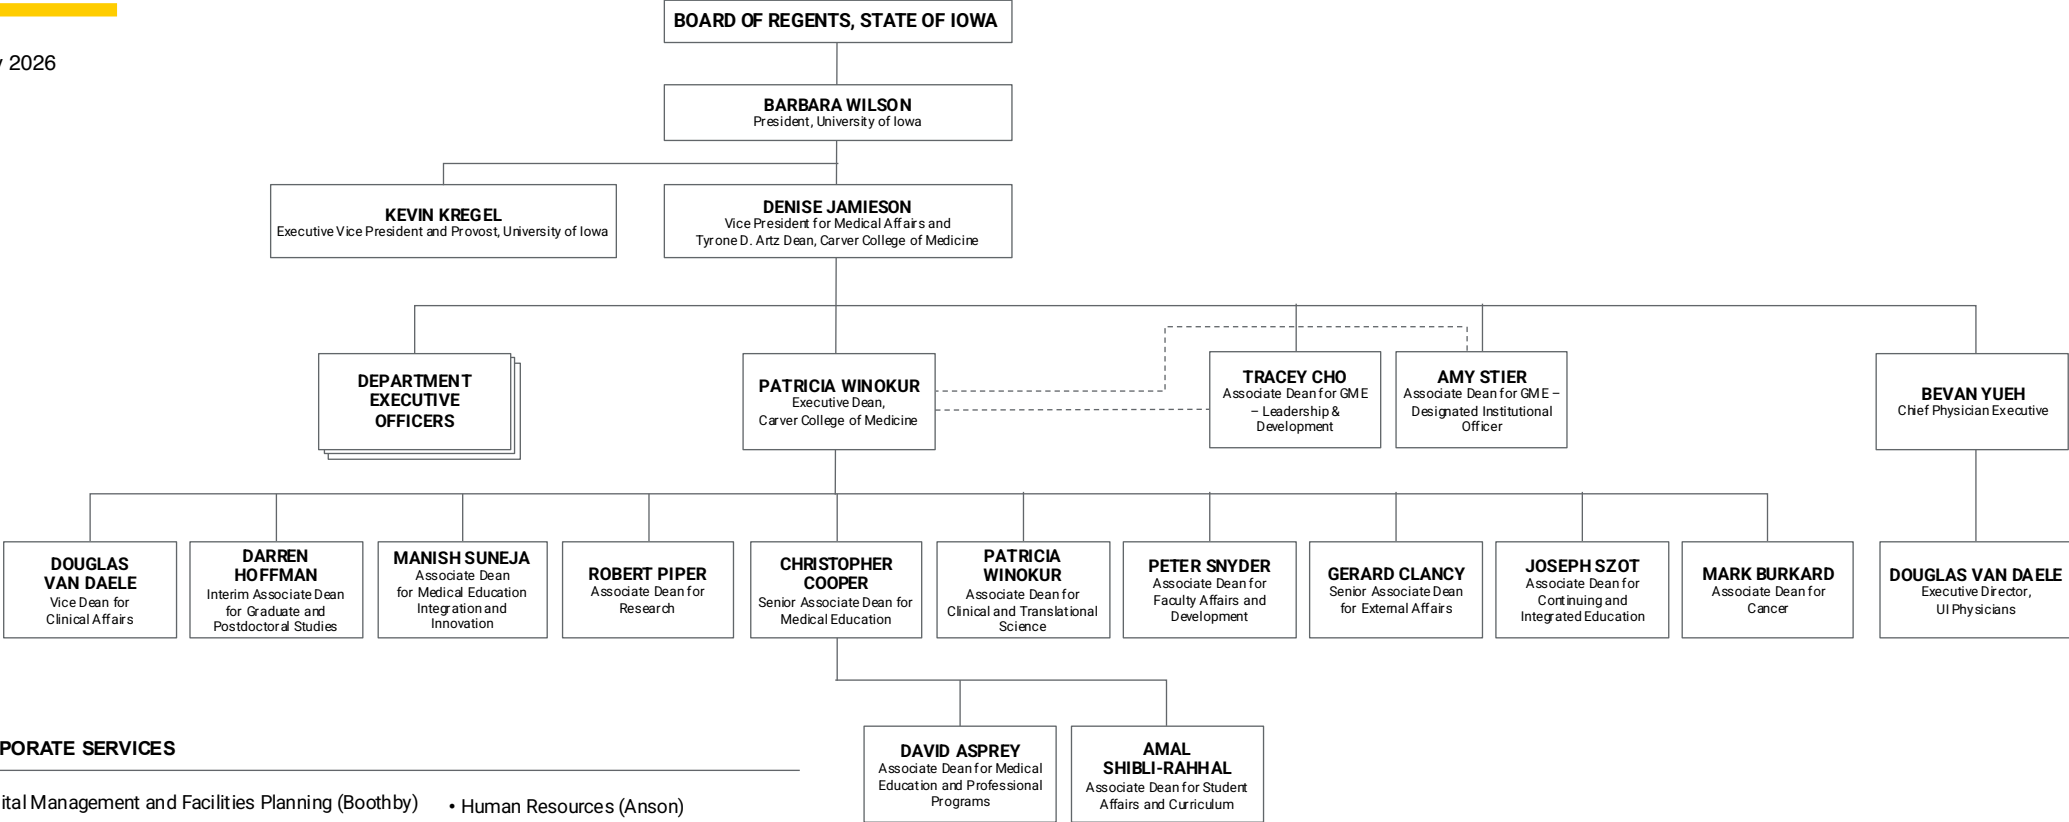 BOARD OF REGENTS, STATE OF IOWA
2026
BARBARA WILSON
President, University of Iowa
KEVIN KREGEL
Executive Vice President and Provost, University of Iowa
DENISE JAMIESON
Vice President for Medical Affairs and
Tyrone D. Artz Dean, Carver College of Medicine
DEPARTMENT
EXECUTIVE
OFFICERS
PATRICIA WINOKUR
Executive Dean,
Carver College of Medicine
TRACEY CHO
Associate Dean for GME
– Leadership &
Development
AMY STIER
Associate Dean for GME –
Designated Institutional
Officer
BEVAN YUEH
Chief Physician Executive
DOUGLAS
VAN DAELE
Vice Dean for
Clinical Affairs
DARREN
HOFFMAN
Interim Associate Dean
for Graduate and
Postdoctoral Studies
MANISH SUNEJA
Associate Dean
for Medical Education
Integration and
Innovation
ROBERT PIPER
Associate Dean for
Research
CHRISTOPHER
COOPER
Senior Associate Dean for
Medical Education
PATRICIA
WINOKUR
Associate Dean for
Clinical and Translational
Science
PETER SNYDER
Associate Dean for
Faculty Affairs and
Development
GERARD CLANCY
Senior Associate Dean
for External Affairs
JOSEPH SZOT
Associate Dean for
Continuing and
Integrated Education
MARK BURKARD
Associate Dean for
Cancer
DOUGLAS VAN DAELE
Executive Director,
UI Physicians
DAVID ASPREY
Associate Dean for Medical
Education and Professional
Programs
AMAL
SHIBLI-RAHHAL
Associate Dean for Student
Affairs and Curriculum
PORATE SERVICES
ital Management and Facilities Planning (Boothby)
• Human Resources (Anson)